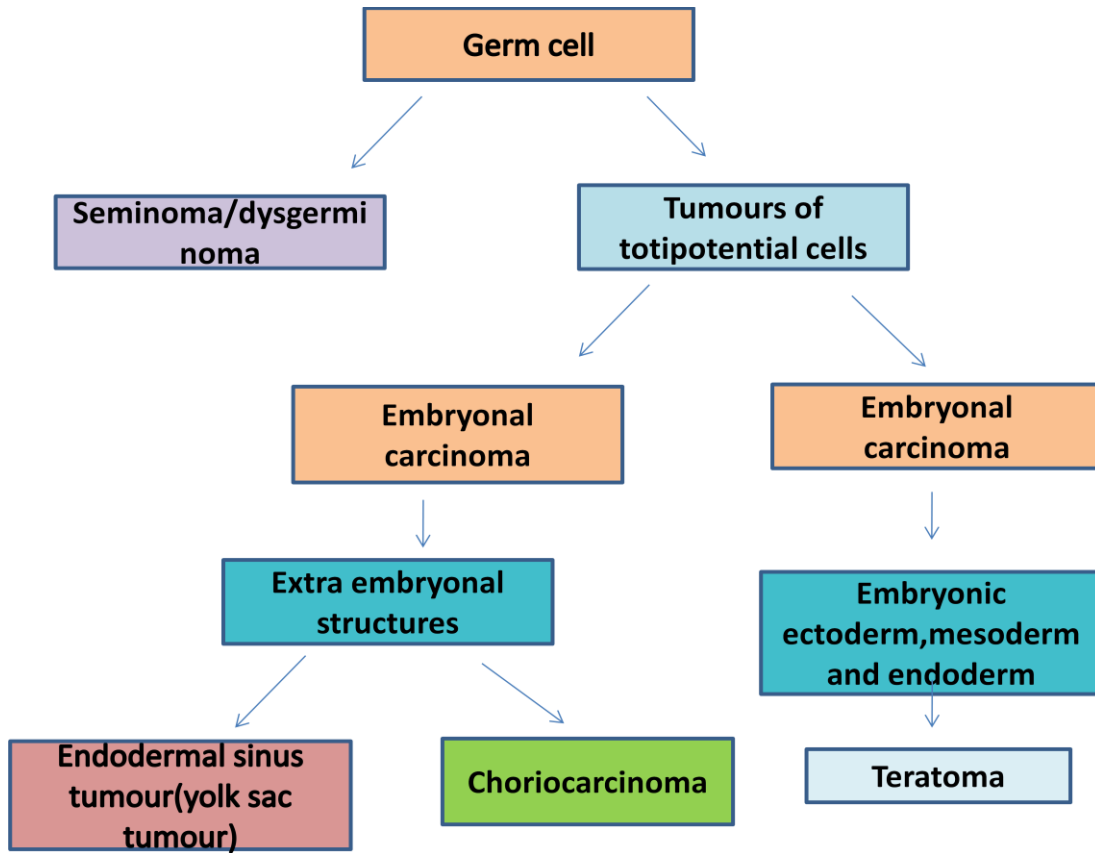 Germ cell
Seminoma/dysgermi
noma
Tumours of
totipotential cells
Embryonal
carcinoma
Embryonal
carcinoma
Extra embryonal
structures
Embryonic
ectoderm,mesoderm
and endoderm
Endodermal sinus
tumour(yolk sac
tumour)
Choriocarcinoma
Teratoma